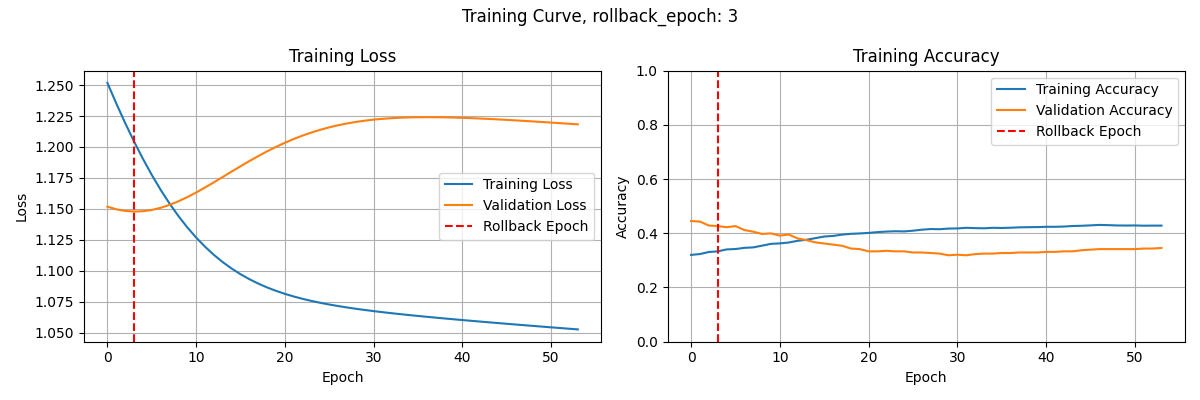 Training Curve, rollback_epoch: 3
Training Loss
1.250
1.225
1.200
1.175
1.150
1.125
1.100
1.075
1.050
Loss
0 10 20 30 40 50
Epoch
Training Loss
Validation Loss
Rollback Epoch
Training Accuracy
1.0
0.8
0.6
0.4
0.2
0.0
Accuracy
0 10 20 30 40 50
Epoch
Training Accuracy
Validation Accuracy
Rollback Epoch